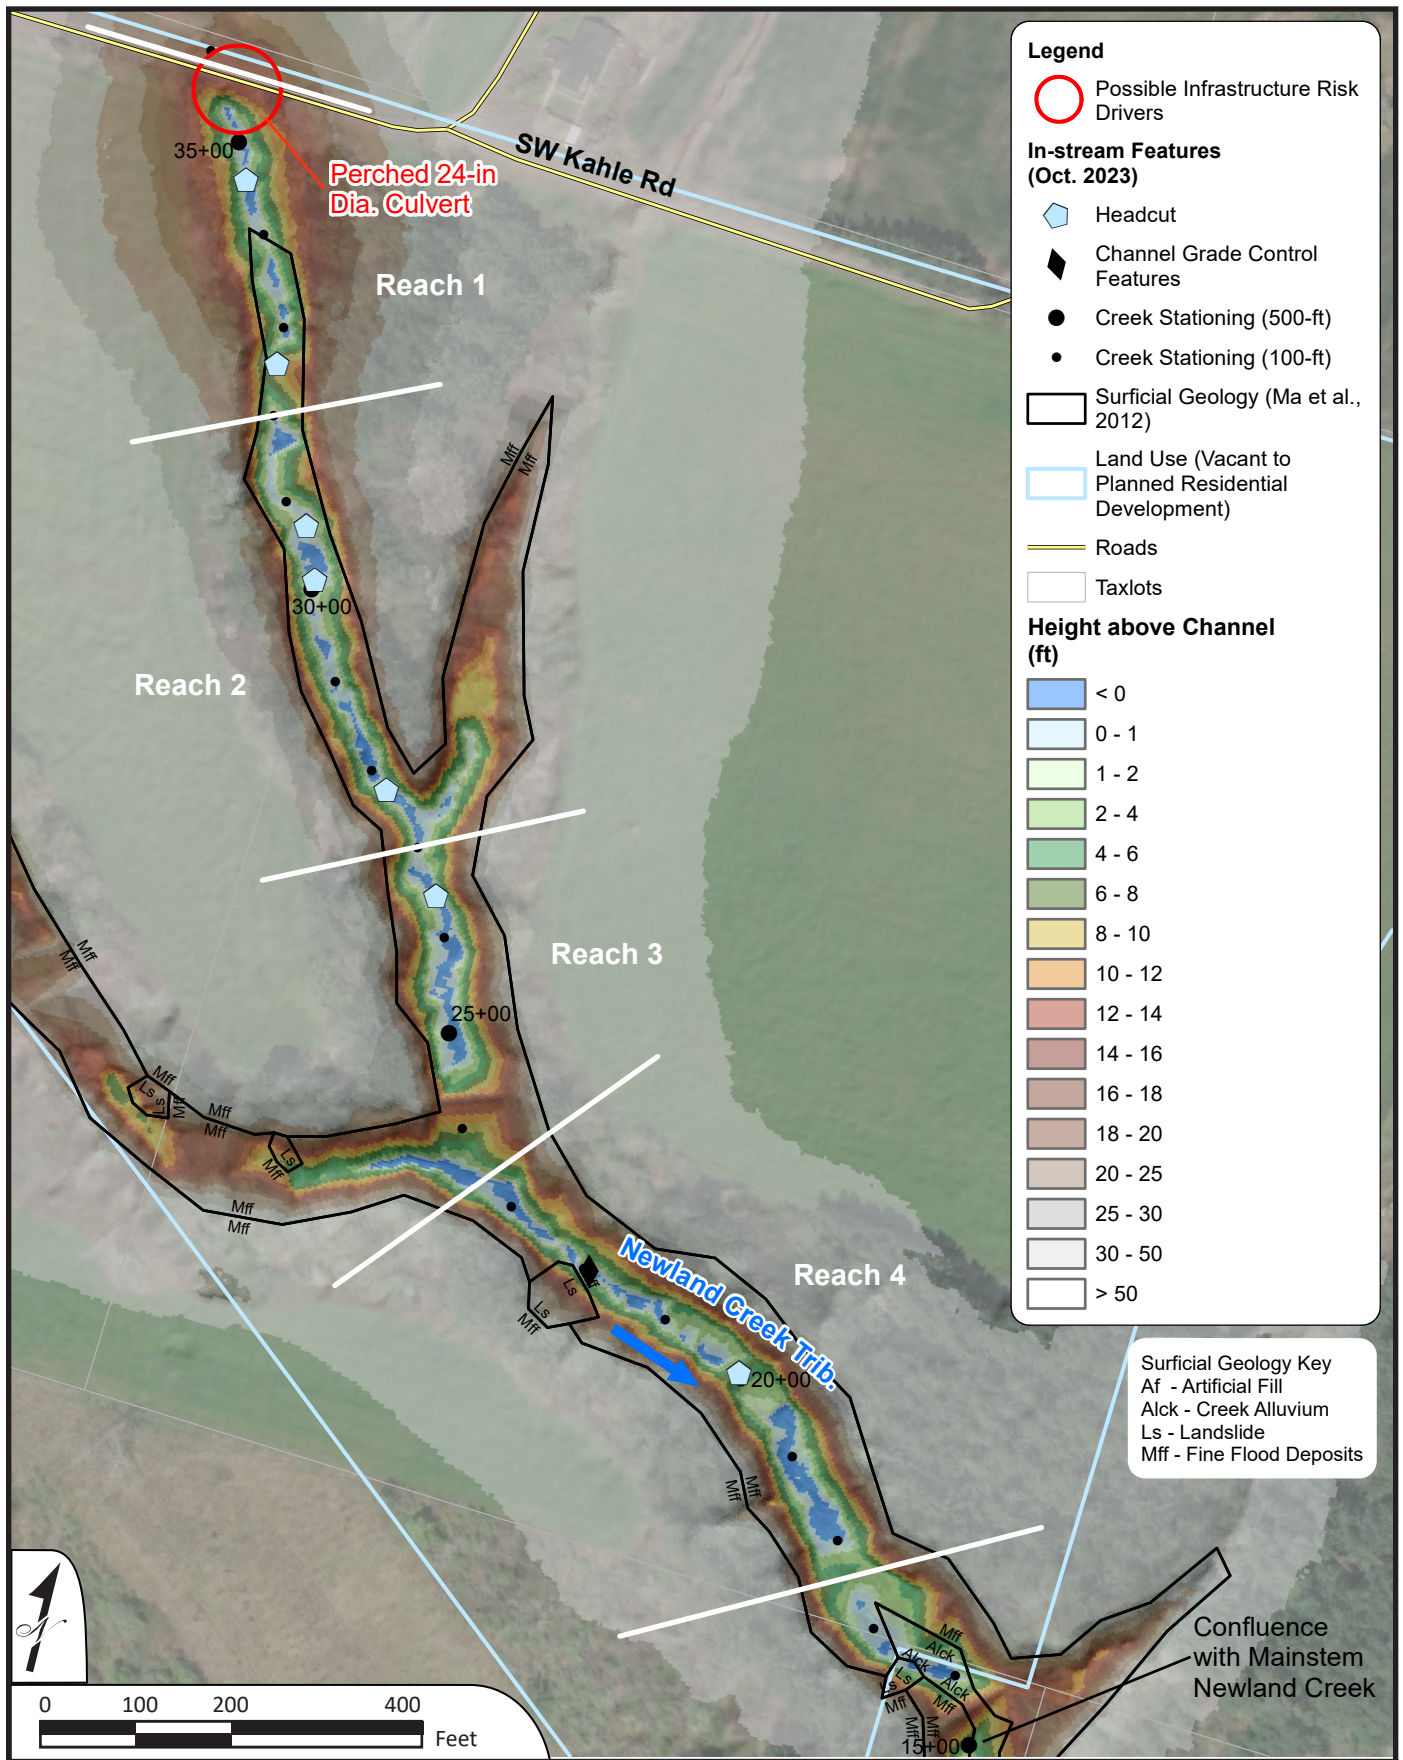 35+00
Perched 24-in
Dia. Culvert
SW Kahle Rd
Reach 1
Mff
Mff
30+00
Reach 2
Reach 3
25+00
Mff
Mff
Mff
Ls
Ls
Mff
Mff
Mff
Ls
Mff
Mff
Mff
Newland Creek Trib.
Reach 4
Ls
Ls
Mff
20+00
Mff
Mff
Mff
Alck
Alck
Ls
Alck
Ls
Mff
Mff
Mff
Mff
15+00
Confluence
with Mainstem
Newland Creek
0 100 200 400
Feet
Legend
Possible Infrastructure Risk
Drivers
In-stream Features
(Oct. 2023)
Headcut
Channel Grade Control
Features
Creek Stationing (500-ft)
Creek Stationing (100-ft)
Surficial Geology (Ma et al.,
2012)
Land Use (Vacant to
Planned Residential
Development)
Roads
Taxlots
Height above Channel
(ft)
< 0
0 - 1
1 - 2
2 - 4
4 - 6
6 - 8
8 - 10
10 - 12
12 - 14
14 - 16
16 - 18
18 - 20
20 - 25
25 - 30
30 - 50
> 50
Surficial Geology Key
Af - Artificial Fill
Alck - Creek Alluvium
Ls - Landslide
Mff - Fine Flood Deposits